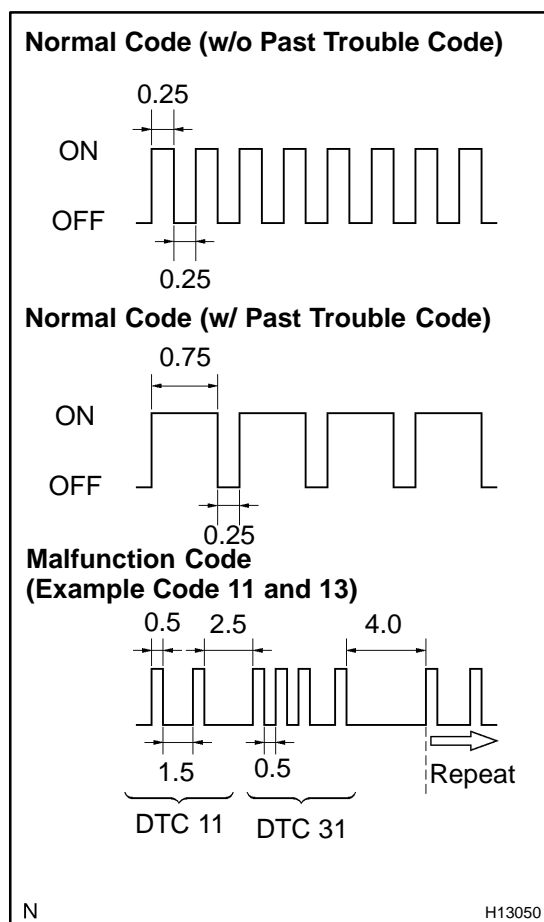 Normal Code (w/o Past Trouble Code)
0.25
ON
OFF
0.25
Normal Code (w/ Past Trouble Code)
0.75
ON
OFF
0.25
Malfunction Code
(Example Code 11 and 13)
0.5 2.5 4.0
1.5 0.5 Repeat
DTC 11 DTC 31
N H13050